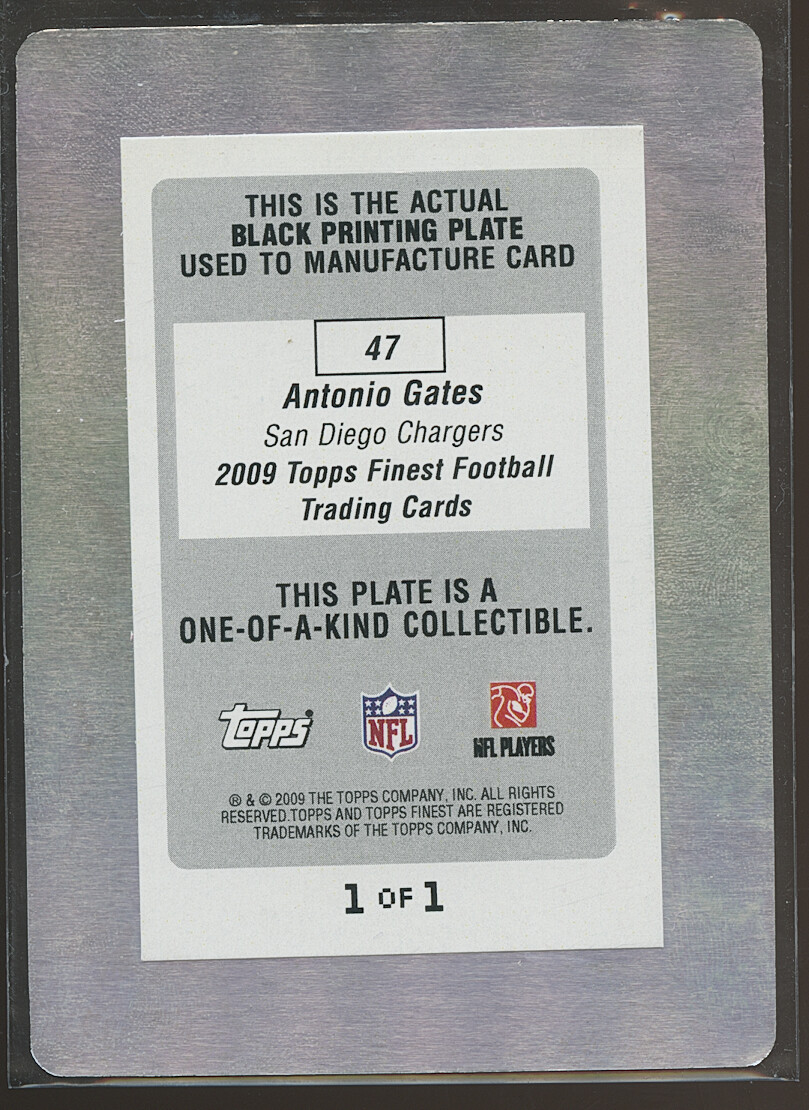 THIS IS THE ACTUAL
BLACK PRINTING PLATE
USED TO MANUFACTURE CARD
47
Antonio Gates
San Diego Chargers
2009 Topps Finest Football
Trading Cards
THIS PLATE IS A
ONE-OF-A-KIND COLLECTIBLE.
Topps NFL NFL PLAYERS
® & © 2009 THE TOPPS COMPANY, INC. ALL RIGHTS
RESERVED.TOPPS AND TOPPS FINEST ARE REGISTERED
TRADEMARKS OF THE TOPPS COMPANY, INC.
1 OF 1